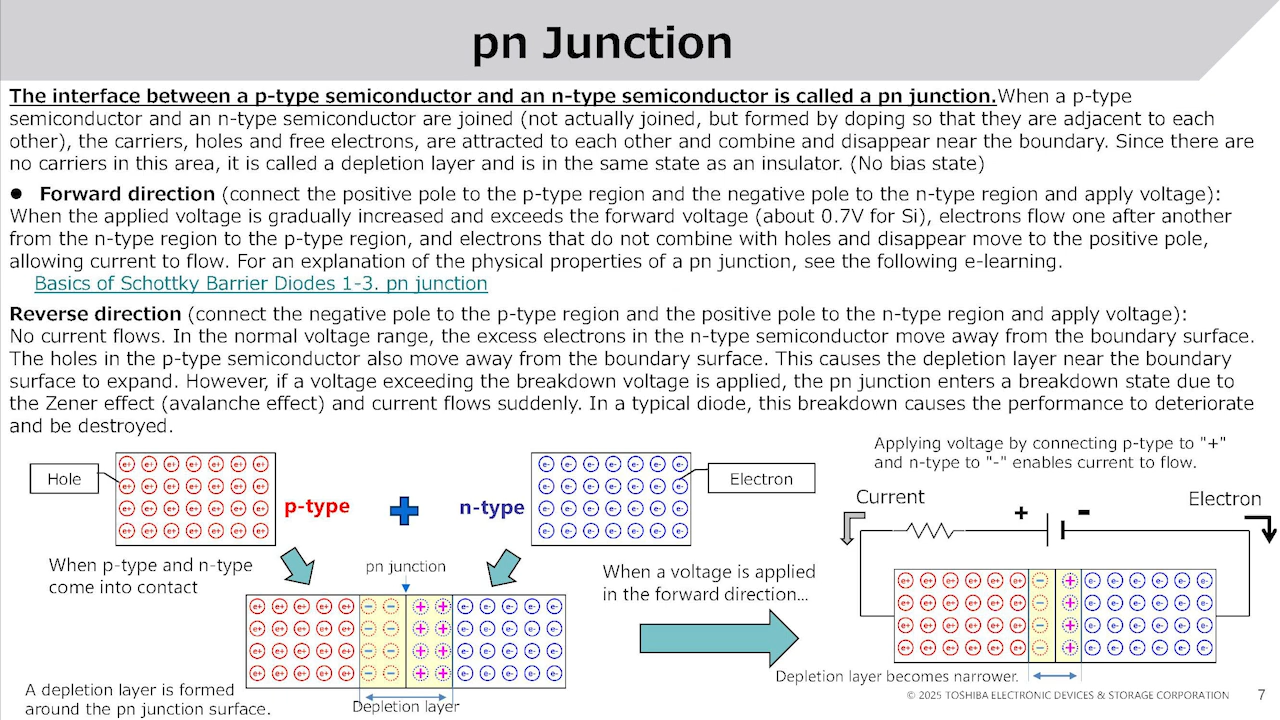 pn Junction
The interface between a p-type semiconductor and an n-type semiconductor is called a pn junction.When a p-type
semiconductor and an n-type semiconductor are joined (not actually joined, but formed by doping so that they are adjacent to each
other), the carriers, holes and free electrons, are attracted to each other and combine and disappear near the boundary. Since there are
no carriers in this area, it is called a depletion layer and is in the same state as an insulator. (No bias state)
● Forward direction (connect the positive pole to the p-type region and the negative pole to the n-type region and apply voltage):
When the applied voltage is gradually increased and exceeds the forward voltage (about 0.7V for Si), electrons flow one after another
from the n-type region to the p-type region, and electrons that do not combine with holes and disappear move to the positive pole,
allowing current to flow. For an explanation of the physical properties of a pn junction, see the following e-learning.
Basics of Schottky Barrier Diodes 1-3. pn junction
Reverse direction (connect the negative pole to the p-type region and the positive pole to the n-type region and apply voltage):
No current flows. In the normal voltage range, the excess electrons in the n-type semiconductor move away from the boundary surface.
The holes in the p-type semiconductor also move away from the boundary surface. This causes the depletion layer near the boundary
surface to expand. However, if a voltage exceeding the breakdown voltage is applied, the pn junction enters a breakdown state due to
the Zener effect (avalanche effect) and current flows suddenly. In a typical diode, this breakdown causes the performance to deteriorate
and be destroyed.
Hole
e+ e+ e+ e+ e+ e+ e+
e+ e+ e+ e+ e+ e+ e+
e+ e+ e+ e+ e+ e+ e+
e+ e+ e+ e+ e+ e+ e+
p-type
n-type
e- e- e- e- e- e- e-
e- e- e- e- e- e- e-
e- e- e- e- e- e- e-
e- e- e- e- e- e- e-
Electron
When p-type and n-type
come into contact
pn junction
e+ e+ e+ e+ e+ − − + + e- e- e- e- e-
e+ e+ e+ e+ e+ − − + + e- e- e- e- e-
e+ e+ e+ e+ e+ − − + + e- e- e- e- e-
e+ e+ e+ e+ e+ − − + + e- e- e- e- e-
A depletion layer is formed
around the pn junction surface.
Depletion layer
When a voltage is applied
in the forward direction...
Applying voltage by connecting p-type to "+"
and n-type to "-" enables current to flow.
Current
+ -
Electron
e+ e+ e+ e+ e+ e+ − + e- e- e- e- e- e-
e+ e+ e+ e+ e+ e+ − + e- e- e- e- e- e-
e+ e+ e+ e+ e+ e+ − + e- e- e- e- e- e-
e+ e+ e+ e+ e+ e+ − + e- e- e- e- e- e-
Depletion layer becomes narrower.
© 2025 TOSHIBA ELECTRONIC DEVICES & STORAGE CORPORATION 7